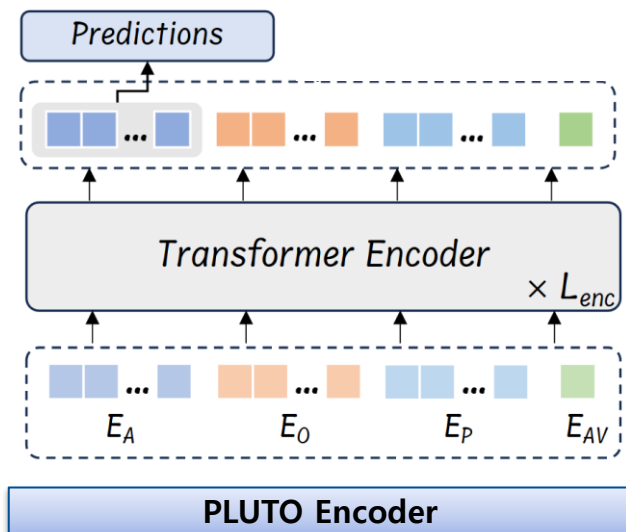 Predictions
... ... ...
Transformer Encoder
× L_enc
... ... ...
E_A E_O E_P E_AV
PLUTO Encoder